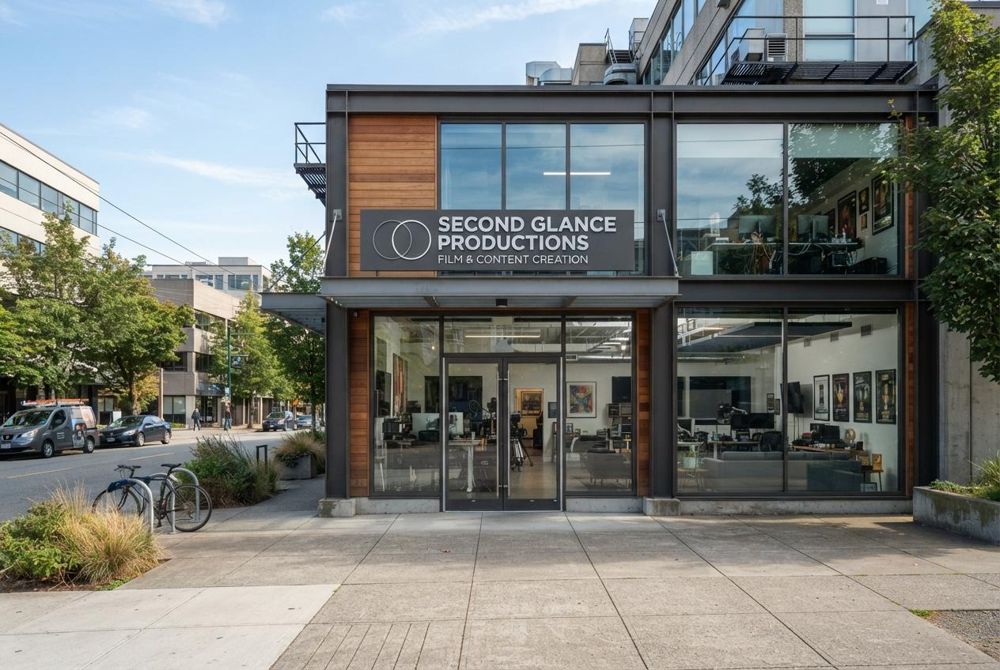 SECOND GLANCE
PRODUCTIONS
FILM & CONTENT CREATION